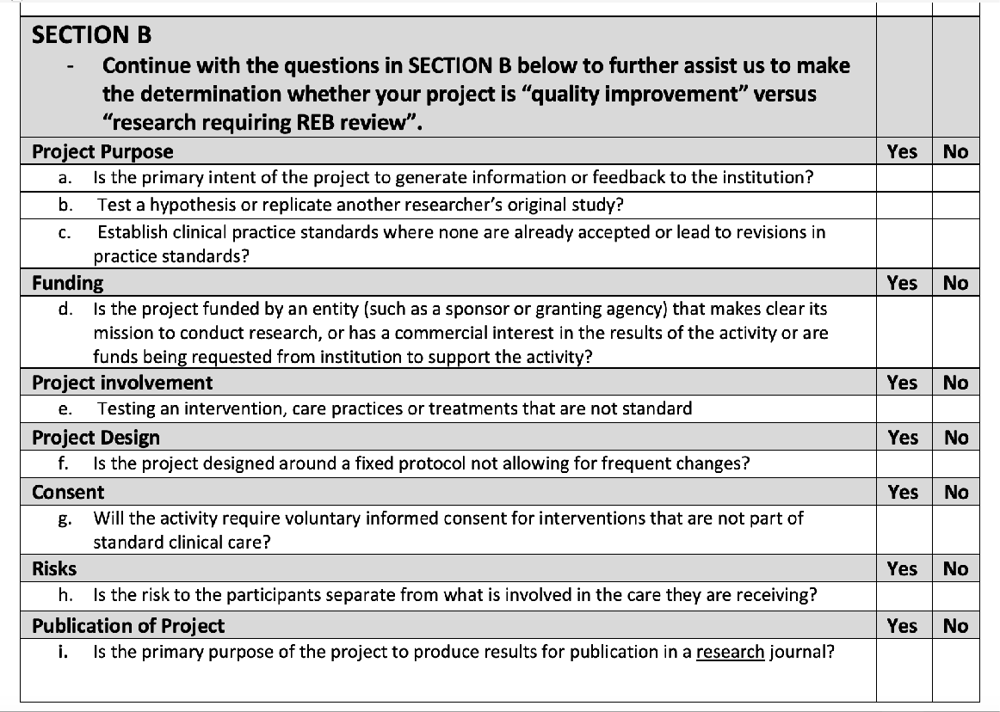 SECTION B
- Continue with the questions in SECTION B below to further assist us to make
the determination whether your project is “quality improvement” versus
“research requiring REB review”.
Project Purpose Yes No
a. Is the primary intent of the project to generate information or feedback to the institution?
b. Test a hypothesis or replicate another researcher’s original study?
c. Establish clinical practice standards where none are already accepted or lead to revisions in
practice standards?
Funding Yes No
d. Is the project funded by an entity (such as a sponsor or granting agency) that makes clear its
mission to conduct research, or has a commercial interest in the results of the activity or are
funds being requested from institution to support the activity?
Project involvement Yes No
e. Testing an intervention, care practices or treatments that are not standard
Project Design Yes No
f. Is the project designed around a fixed protocol not allowing for frequent changes?
Consent Yes No
g. Will the activity require voluntary informed consent for interventions that are not part of
standard clinical care?
Risks Yes No
h. Is the risk to the participants separate from what is involved in the care they are receiving?
Publication of Project Yes No
i. Is the primary purpose of the project to produce results for publication in a research journal?